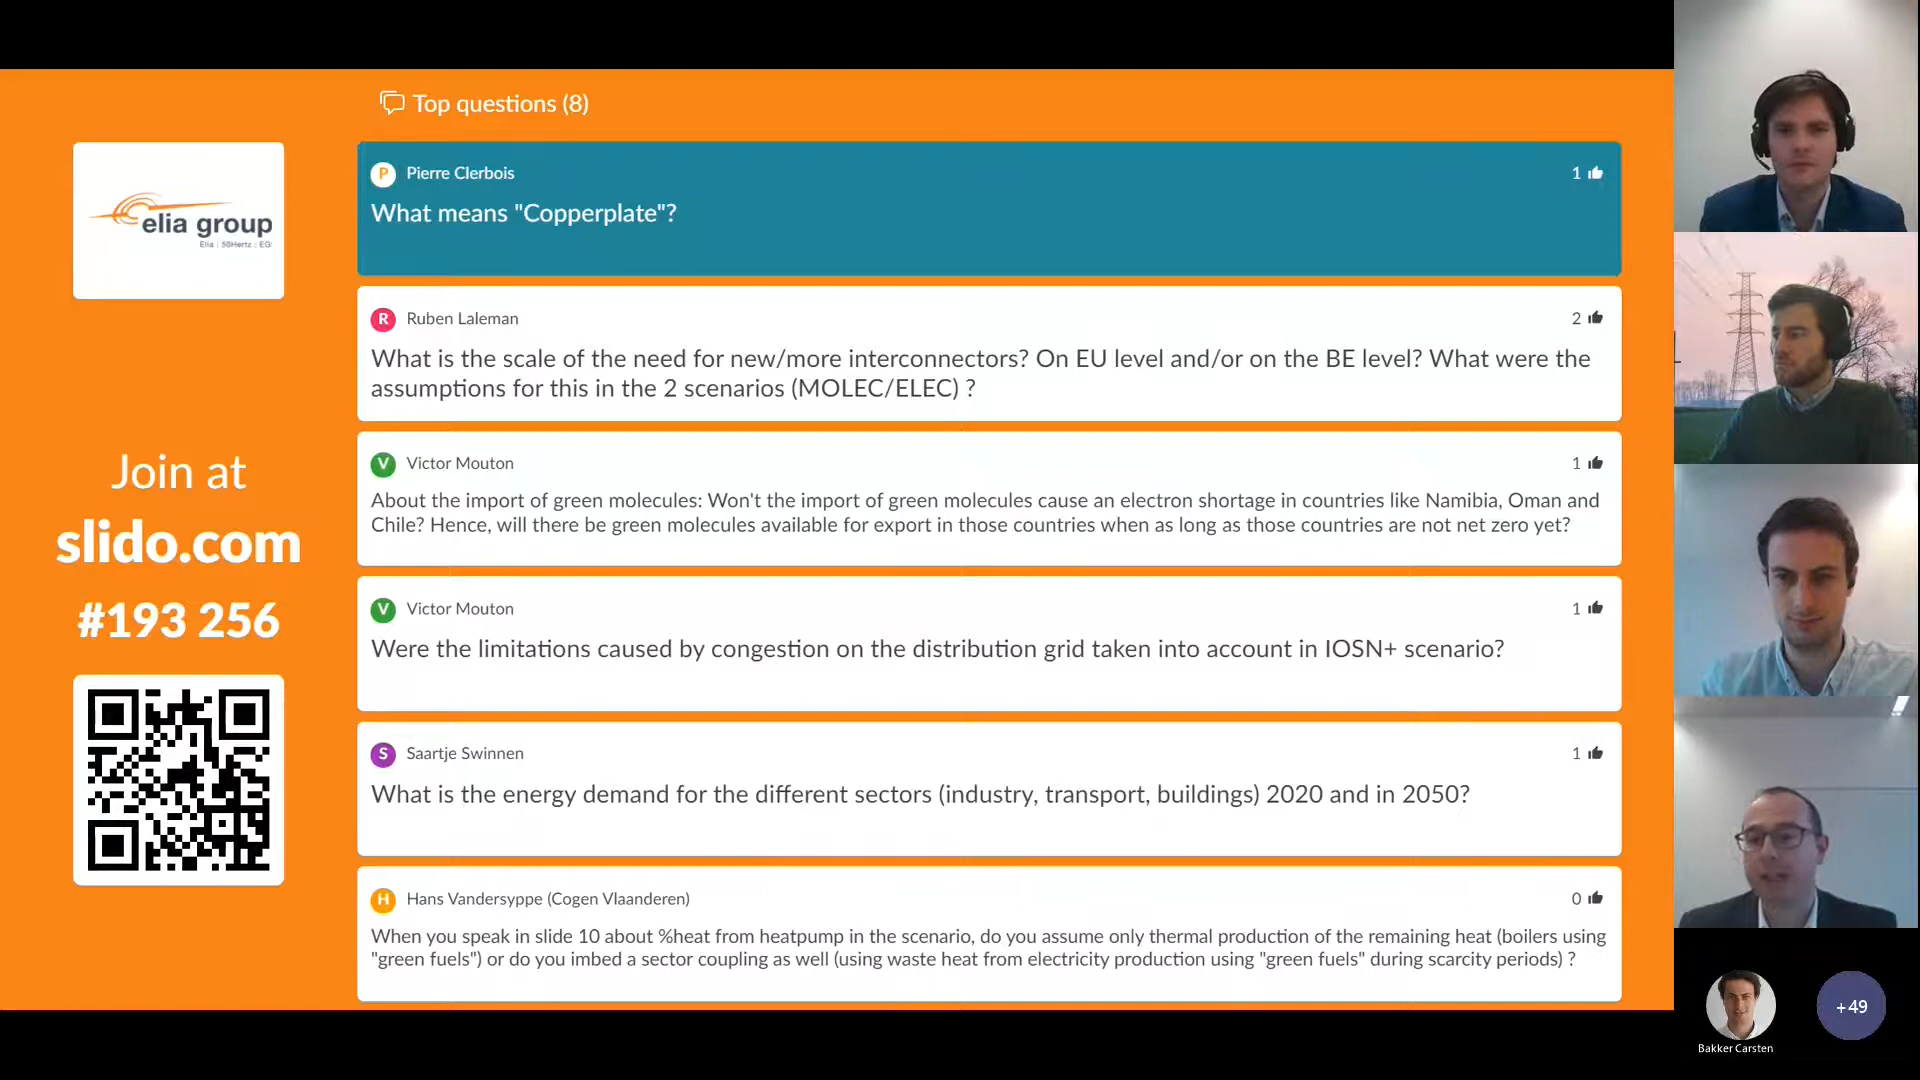 Top questions (8)
elia group
Elia | 50Hertz | EG
Join at
slido.com
#193 256
P
Pierre Clerbois
1
What means "Copperplate"?
R
Ruben Laleman
2
What is the scale of the need for new/more interconnectors? On EU level and/or on the BE level? What were the
assumptions for this in the 2 scenarios (MOLEC/ELEC) ?
V
Victor Mouton
1
About the import of green molecules: Won't the import of green molecules cause an electron shortage in countries like Namibia, Oman and
Chile? Hence, will there be green molecules available for export in those countries when as long as those countries are not net zero yet?
V
Victor Mouton
1
Were the limitations caused by congestion on the distribution grid taken into account in IOSN+ scenario?
S
Saartje Swinnen
1
What is the energy demand for the different sectors (industry, transport, buildings) 2020 and in 2050?
H
Hans Vandersyppe (Cogen Vlaanderen)
0
When you speak in slide 10 about %heat from heatpump in the scenario, do you assume only thermal production of the remaining heat (boilers using
"green fuels") or do you imbed a sector coupling as well (using waste heat from electricity production using "green fuels" during scarcity periods) ?
Bakker Carsten
+49